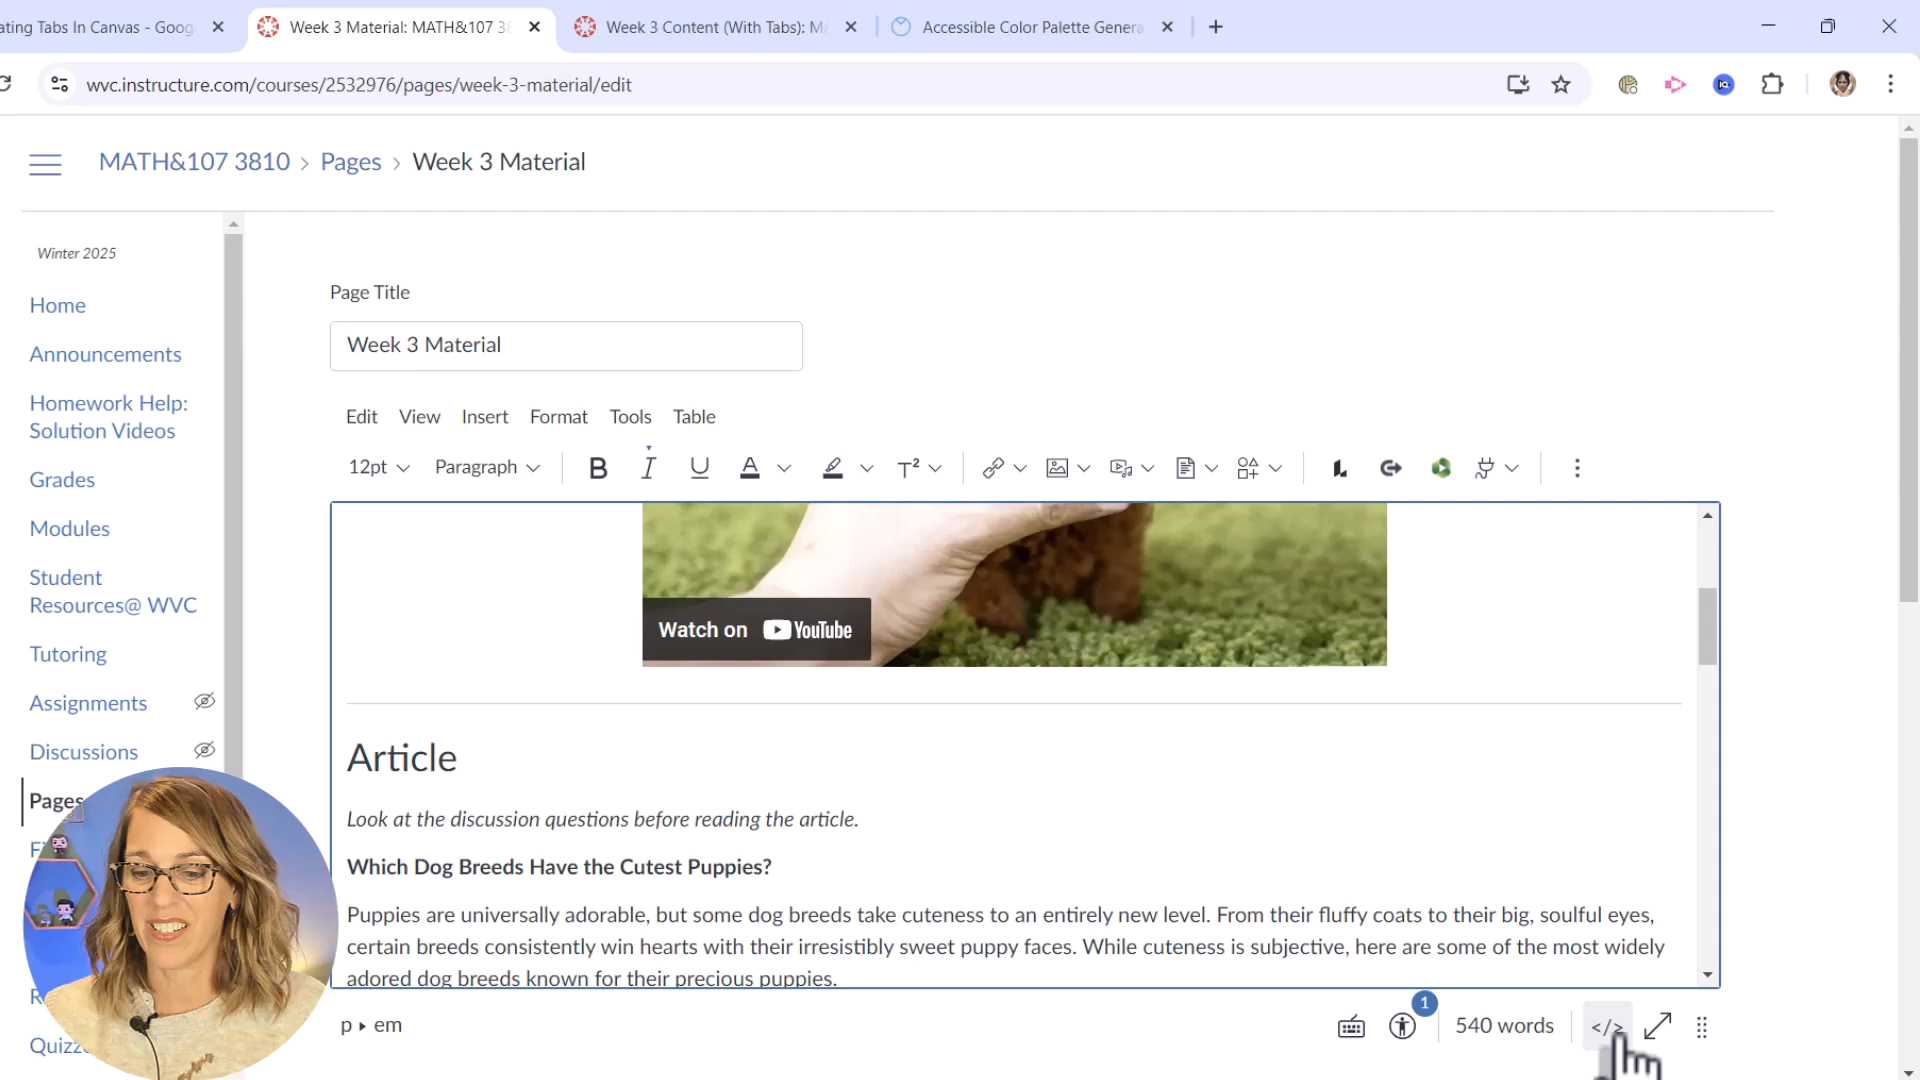 ating Tabs In Canvas - Goog
Week 3 Material: MATH&107 38
Week 3 Content (With Tabs): MA
Accessible Color Palette Genera
wvc.instructure.com/courses/2532976/pages/week-3-material/edit
MATH&107 3810 > Pages > Week 3 Material
Winter 2025
Home
Announcements
Homework Help:
Solution Videos
Grades
Modules
Student
Resources@ WVC
Tutoring
Assignments
Discussions
Pages
Page Title
Week 3 Material
Edit View Insert Format Tools Table
12pt Paragraph
Watch on YouTube
Article
Look at the discussion questions before reading the article.
Which Dog Breeds Have the Cutest Puppies?
Puppies are universally adorable, but some dog breeds take cuteness to an entirely new level. From their fluffy coats to their big, soulful eyes,
certain breeds consistently win hearts with their irresistibly sweet puppy faces. While cuteness is subjective, here are some of the most widely
adored dog breeds known for their precious puppies.
p ▸ em
1
540 words
</>